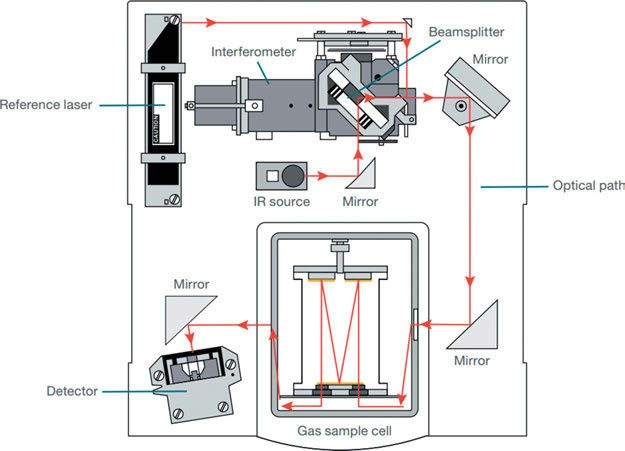 Beamsplitter
Interferometer
Mirror
Reference laser
CAUTION
IR source
Mirror
Optical path
Mirror
Mirror
Detector
Gas sample cell